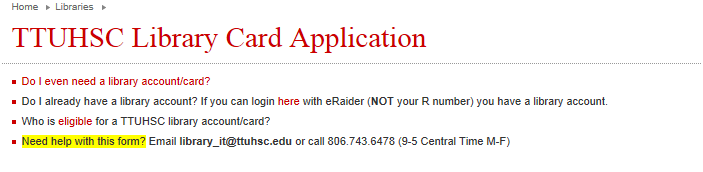 Home ▸ Libraries ▸
TTUHSC Library Card Application
Do I even need a library account/card?
Do I already have a library account? If you can login here with eRaider (NOT your R number) you have a library account.
Who is eligible for a TTUHSC library account/card?
Need help with this form? Email library_it@ttuhsc.edu or call 806.743.6478 (9-5 Central Time M-F)